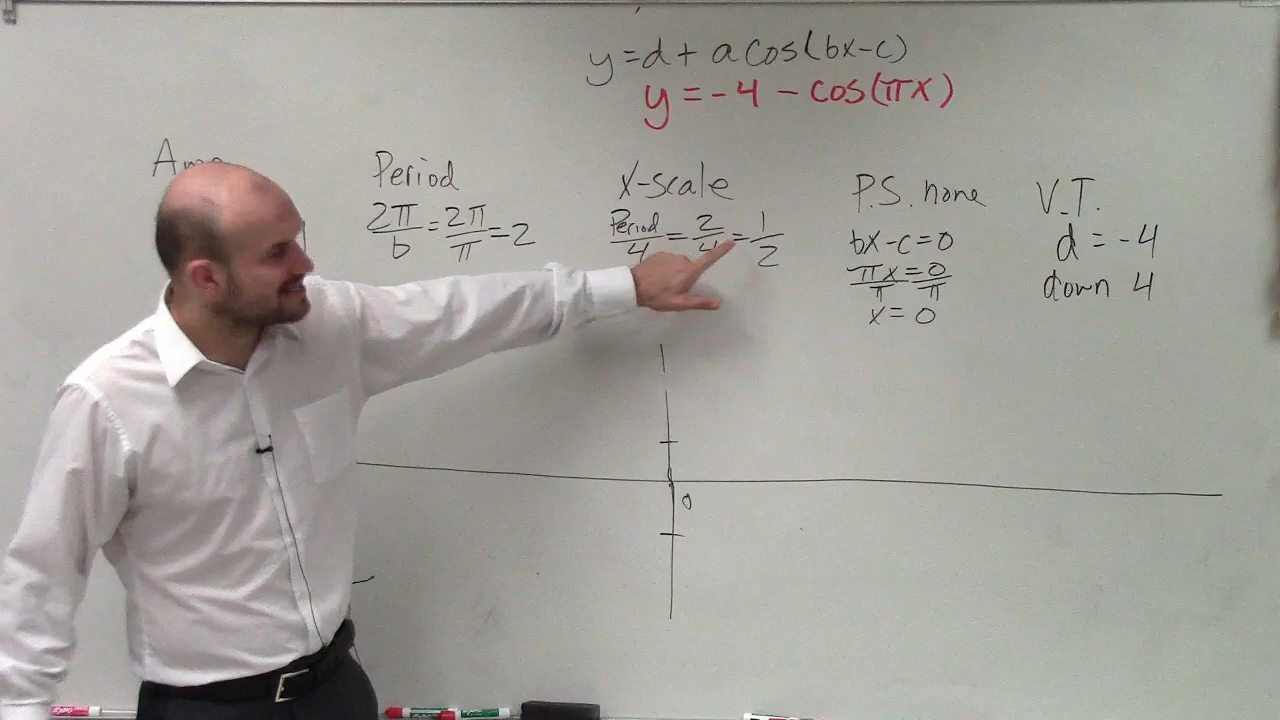 y = d + a cos(bx-c)
y = -4 - cos(πx)
Period
2π/b = 2π/π = 2
X-scale
Period/4 = 2/4 = 1/2
P.S. none
bx-c=0
πx/π = 0/π
x = 0
V.T.
d = -4
down 4
0